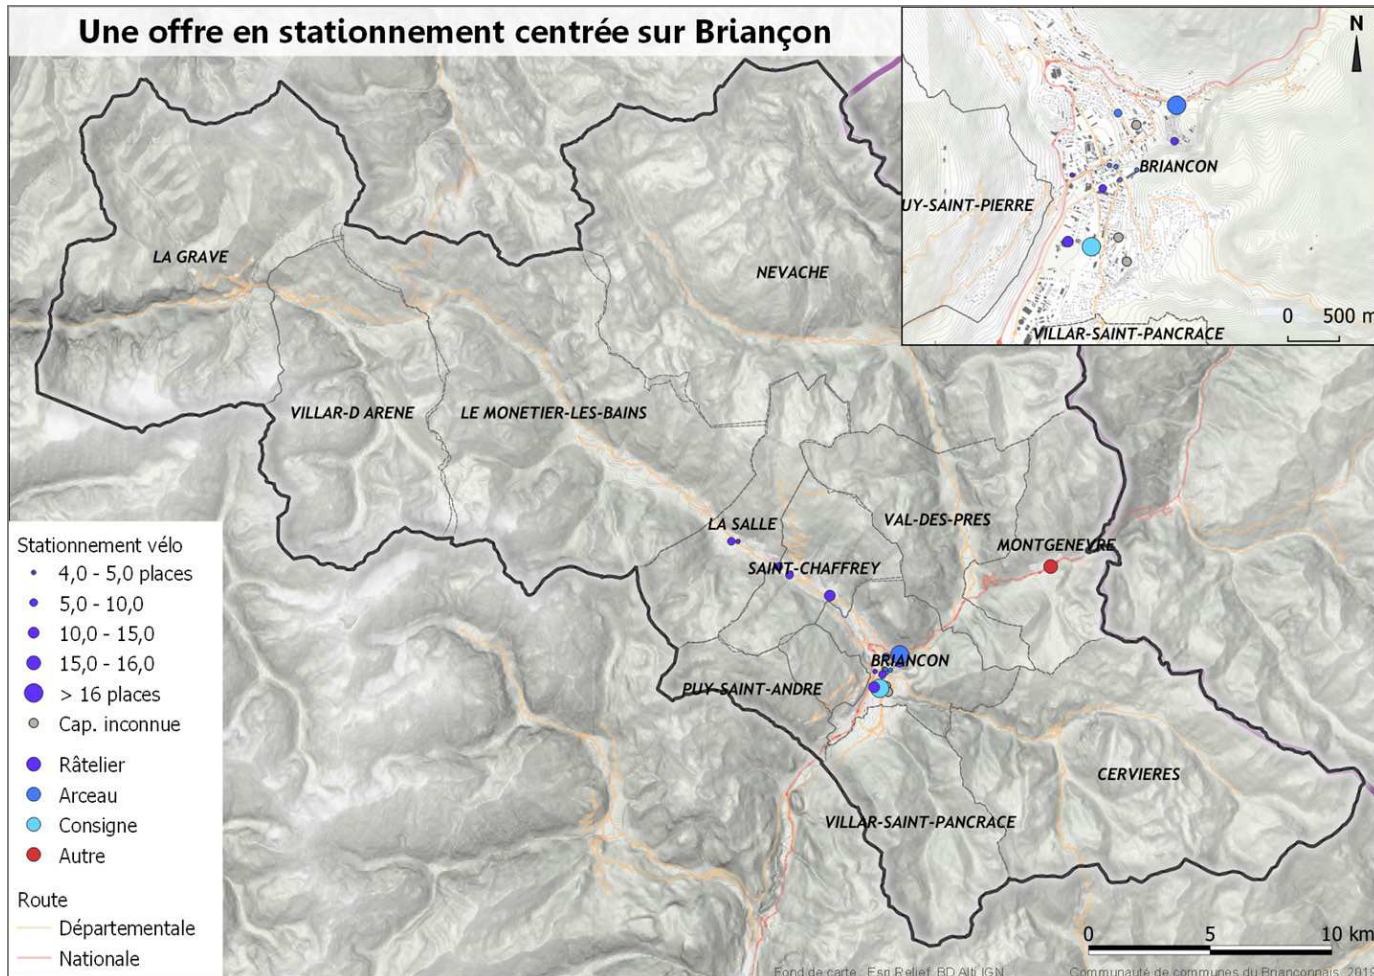 Une offre en stationnement centrée sur Briançon
N
BRIANCON
UY-SAINT-PIERRE
VILLAR-SAINT-PANCRACE
0 500 m
LA GRAVE
NEVACHE
VILLAR-D ARENE
LE MONETIER-LES-BAINS
LA SALLE
VAL-DES-PRES
MONTGENEVRE
SAINT-CHAFFREY
BRIANCON
PUY-SAINT-ANDRE
CERVIERES
VILLAR-SAINT-PANCRACE
Stationnement vélo
4,0 - 5,0 places
5,0 - 10,0
10,0 - 15,0
15,0 - 16,0
> 16 places
Cap. inconnue
Râtelier
Arceau
Consigne
Autre
Route
Départementale
Nationale
0 5 10 km
Fond de carte : Esri Relief, BD Alti IGN
Communauté de communes du Briançonnais, 2019